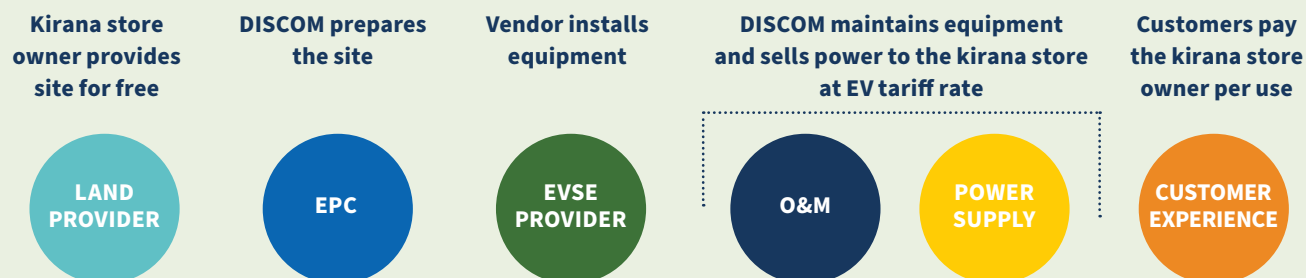 Kirana store
owner provides
site for free
DISCOM prepares
the site
Vendor installs
equipment
DISCOM maintains equipment
and sells power to the kirana store
at EV tariff rate
Customers pay
the kirana store
owner per use
LAND
PROVIDER
EPC
EVSE
PROVIDER
O&M
POWER
SUPPLY
CUSTOMER
EXPERIENCE